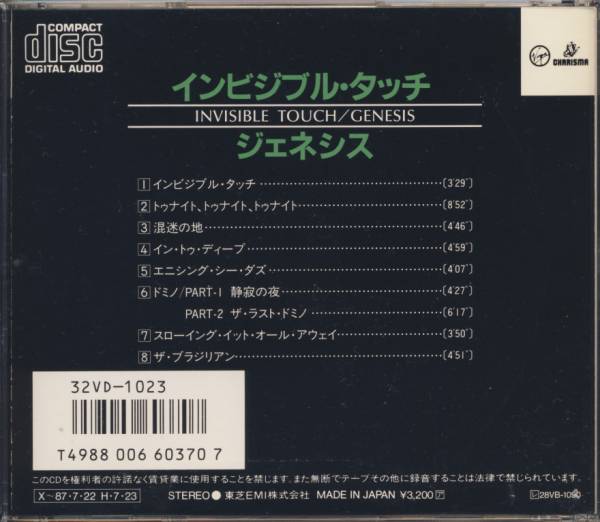 COMPACT
disc
DIGITAL AUDIO
Virgin
CHARISMA
インビジブル・タッチ
INVISIBLE TOUCH/GENESIS
ジェネシス
1 インビジブル・タッチ……(3'29")
2 トゥナイト、トゥナイト、トゥナイト……(8'52")
3 混迷の地……(4'46")
4 イン・トゥ・ディープ……(4'59")
5 エニシング・シー・ダズ……(4'07")
6 ドミノ/PART-1 静寂の夜……(4'27")
PART-2 ザ・ラスト・ドミノ……(6'17")
7 スローイング・イット・オール・アウェイ……(3'50")
8 ザ・ブラジリアン……(4'51")
32VD-1023
T4988 006 60370 7
このCDを権利者の許諾なく賃貸業に使用することを禁じます。また無断でテープその他に録音することは法律で禁じられています。
X~87・7・22 H・7・23 STEREO● 東芝EMI株式会社 MADE IN JAPAN ¥3,200 ア
28VB-1090